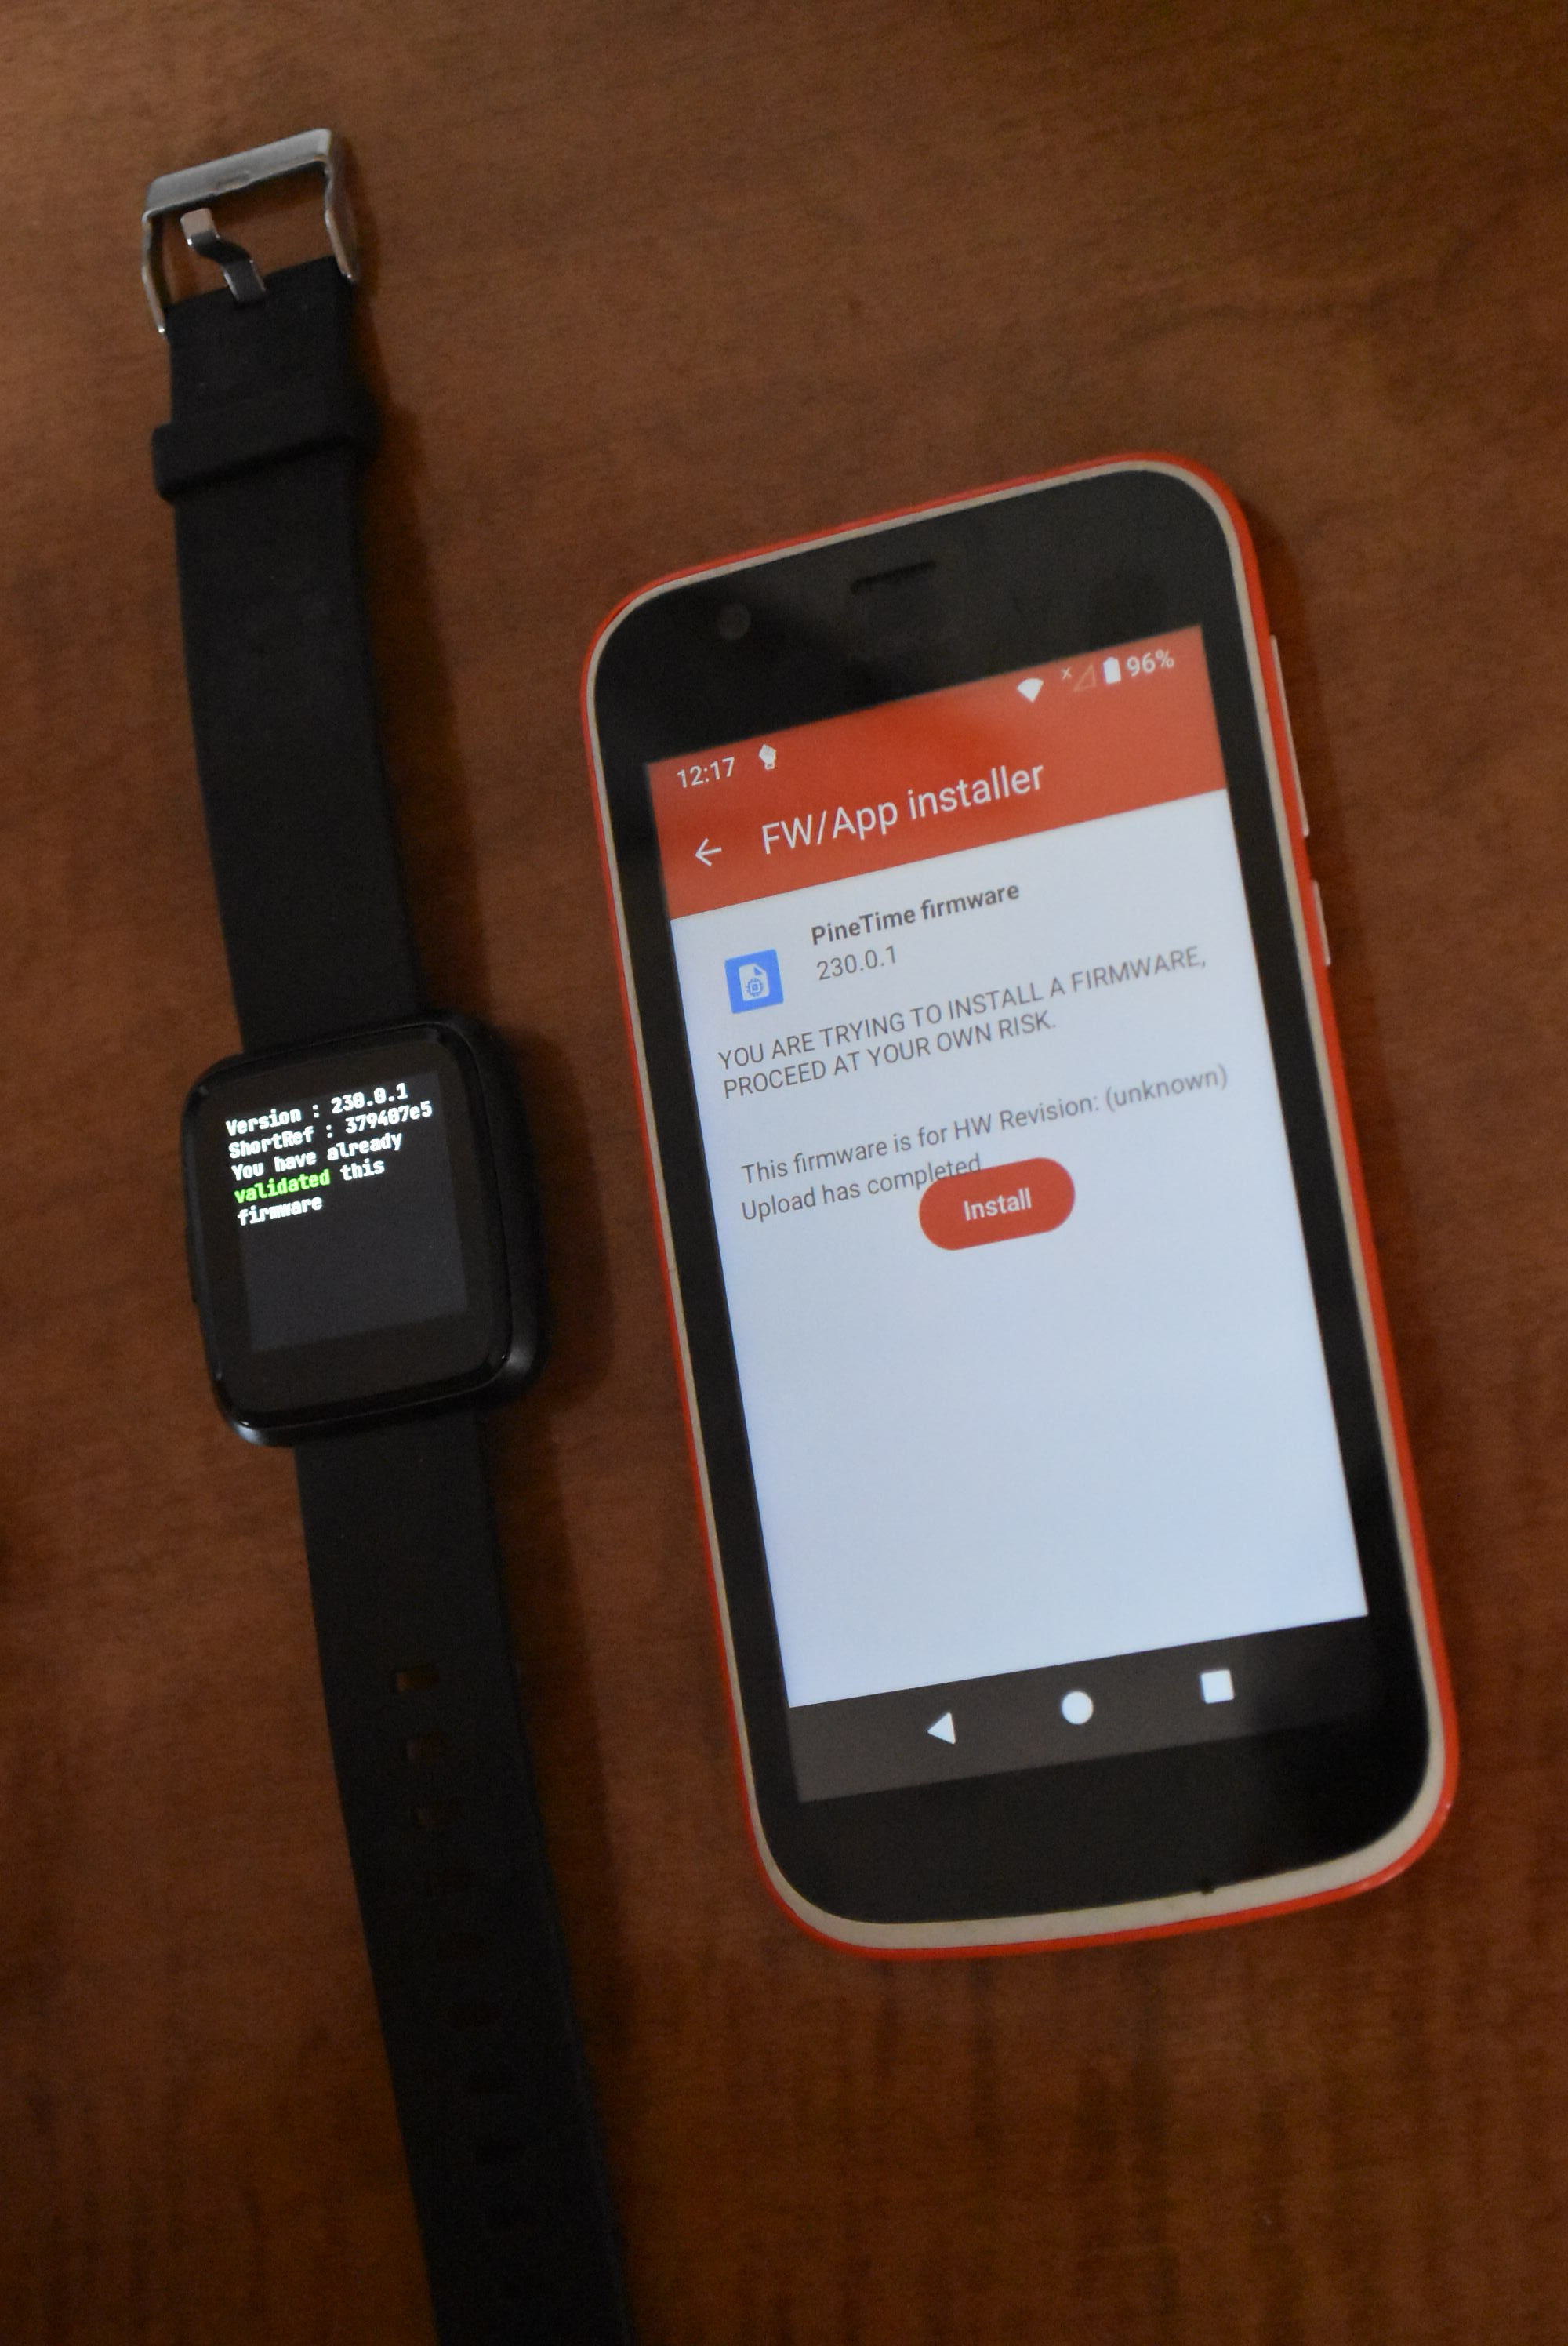 Version : 230.0.1
ShortRef : 379407e5
You have already
validated this
firmware
12:17
96%
FW/App installer
PineTime firmware
230.0.1
YOU ARE TRYING TO INSTALL A FIRMWARE,
PROCEED AT YOUR OWN RISK.
This firmware is for HW Revision: (unknown)
Upload has completed
Install